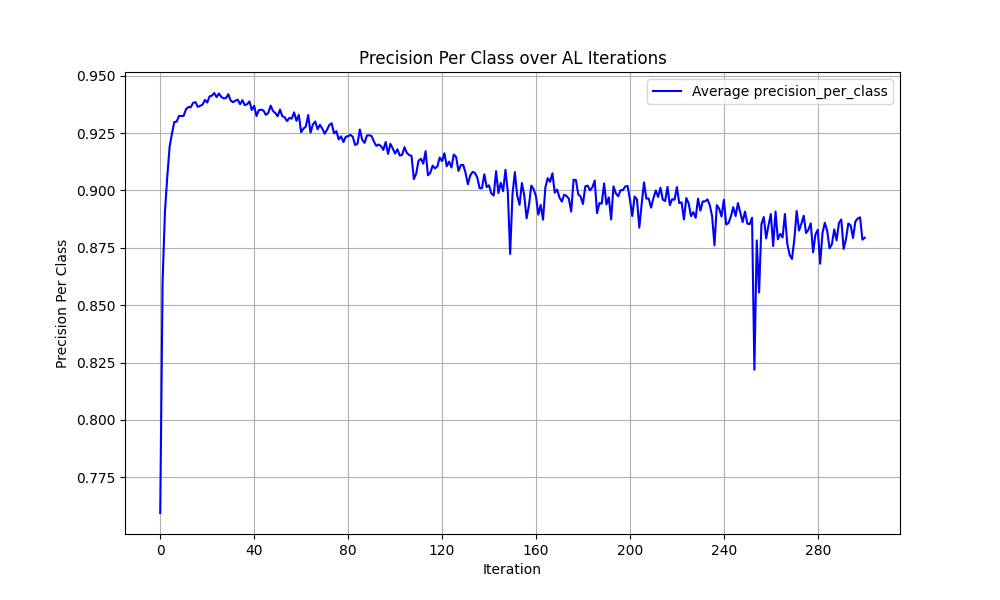 Precision Per Class over AL Iterations
Average precision_per_class
0.950
0.925
0.900
0.875
0.850
0.825
0.800
0.775
Precision Per Class
0 40 80 120 160 200 240 280
Iteration